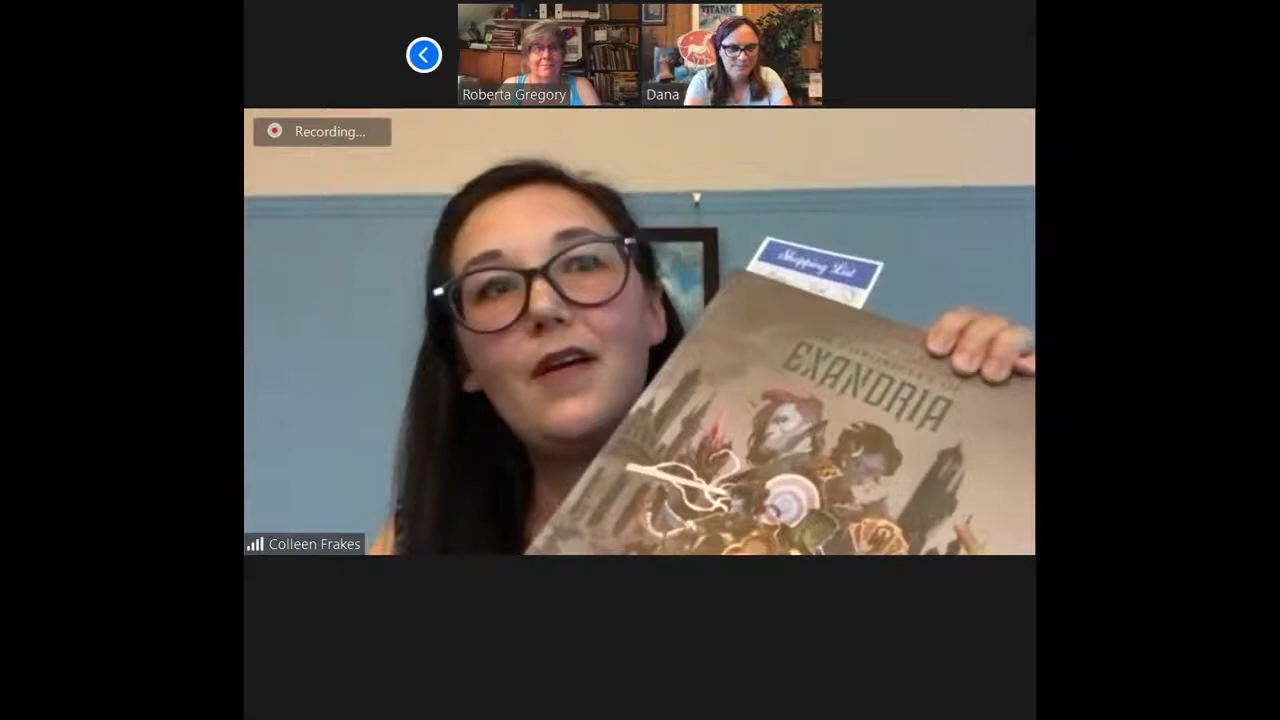 TITANIC
Roberta Gregory
Dana
Recording...
Shopping List
EXANDRIA
Colleen Frakes